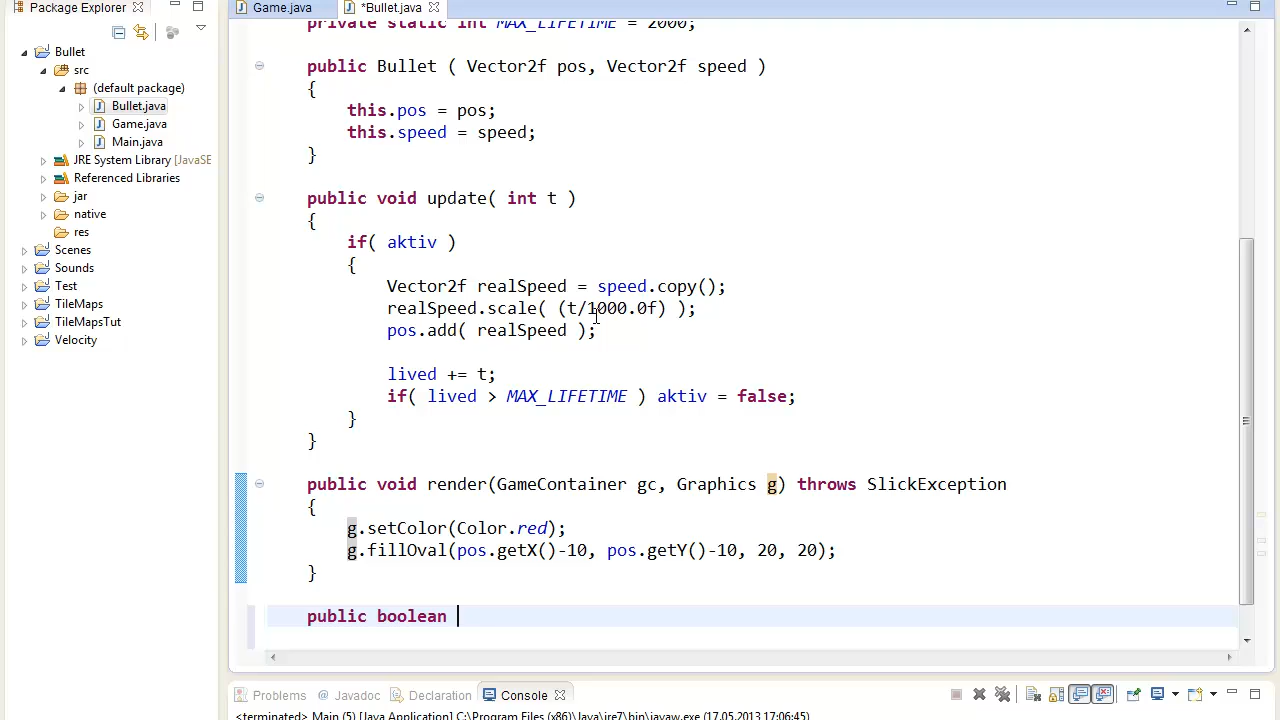 Package Explorer
Game.java
*Bullet.java
Bullet
src
(default package)
Bullet.java
Game.java
Main.java
JRE System Library [JavaSE
Referenced Libraries
jar
native
res
Scenes
Sounds
Test
TileMaps
TileMapsTut
Velocity
private static int MAX_LIFETIME = 2000;
public Bullet ( Vector2f pos, Vector2f speed )
{
this.pos = pos;
this.speed = speed;
}
public void update( int t )
{
if( aktiv )
{
Vector2f realSpeed = speed.copy();
realSpeed.scale( (t/1000.0f) );
pos.add( realSpeed );
lived += t;
if( lived > MAX_LIFETIME ) aktiv = false;
}
}
public void render(GameContainer gc, Graphics g) throws SlickException
{
g.setColor(Color.red);
g.fillOval(pos.getX()-10, pos.getY()-10, 20, 20);
}
public boolean
Problems @ Javadoc Declaration Console
<terminated> Main (5) [Java Application] C:\Program Files (x86)\Java\jre7\bin\javaw.exe (17.05.2013 17:06:45)